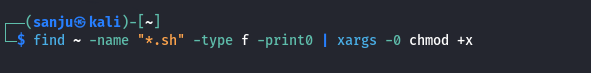 ┌──(sanju㉿kali)-[~]
└─$ find ~ -name "*.sh" -type f -print0 | xargs -0 chmod +x